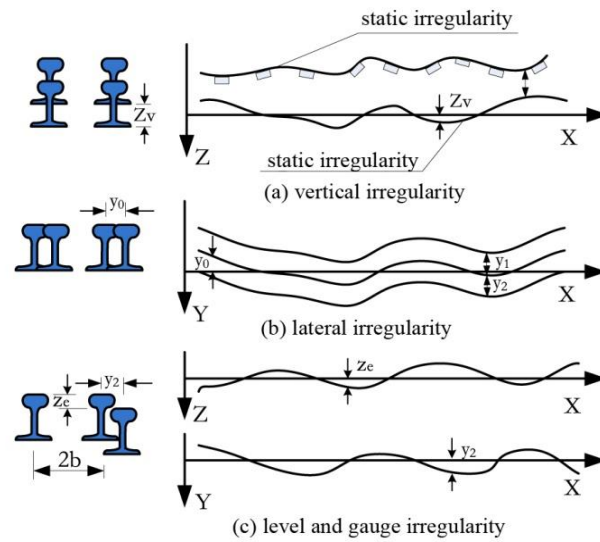 static irregularity
Zv
Zv
X
Z
static irregularity
(a) vertical irregularity
y0
y0
y1
y2
X
Y
(b) lateral irregularity
ze
X
Z
ze
y2
2b
y2
X
Y
(c) level and gauge irregularity